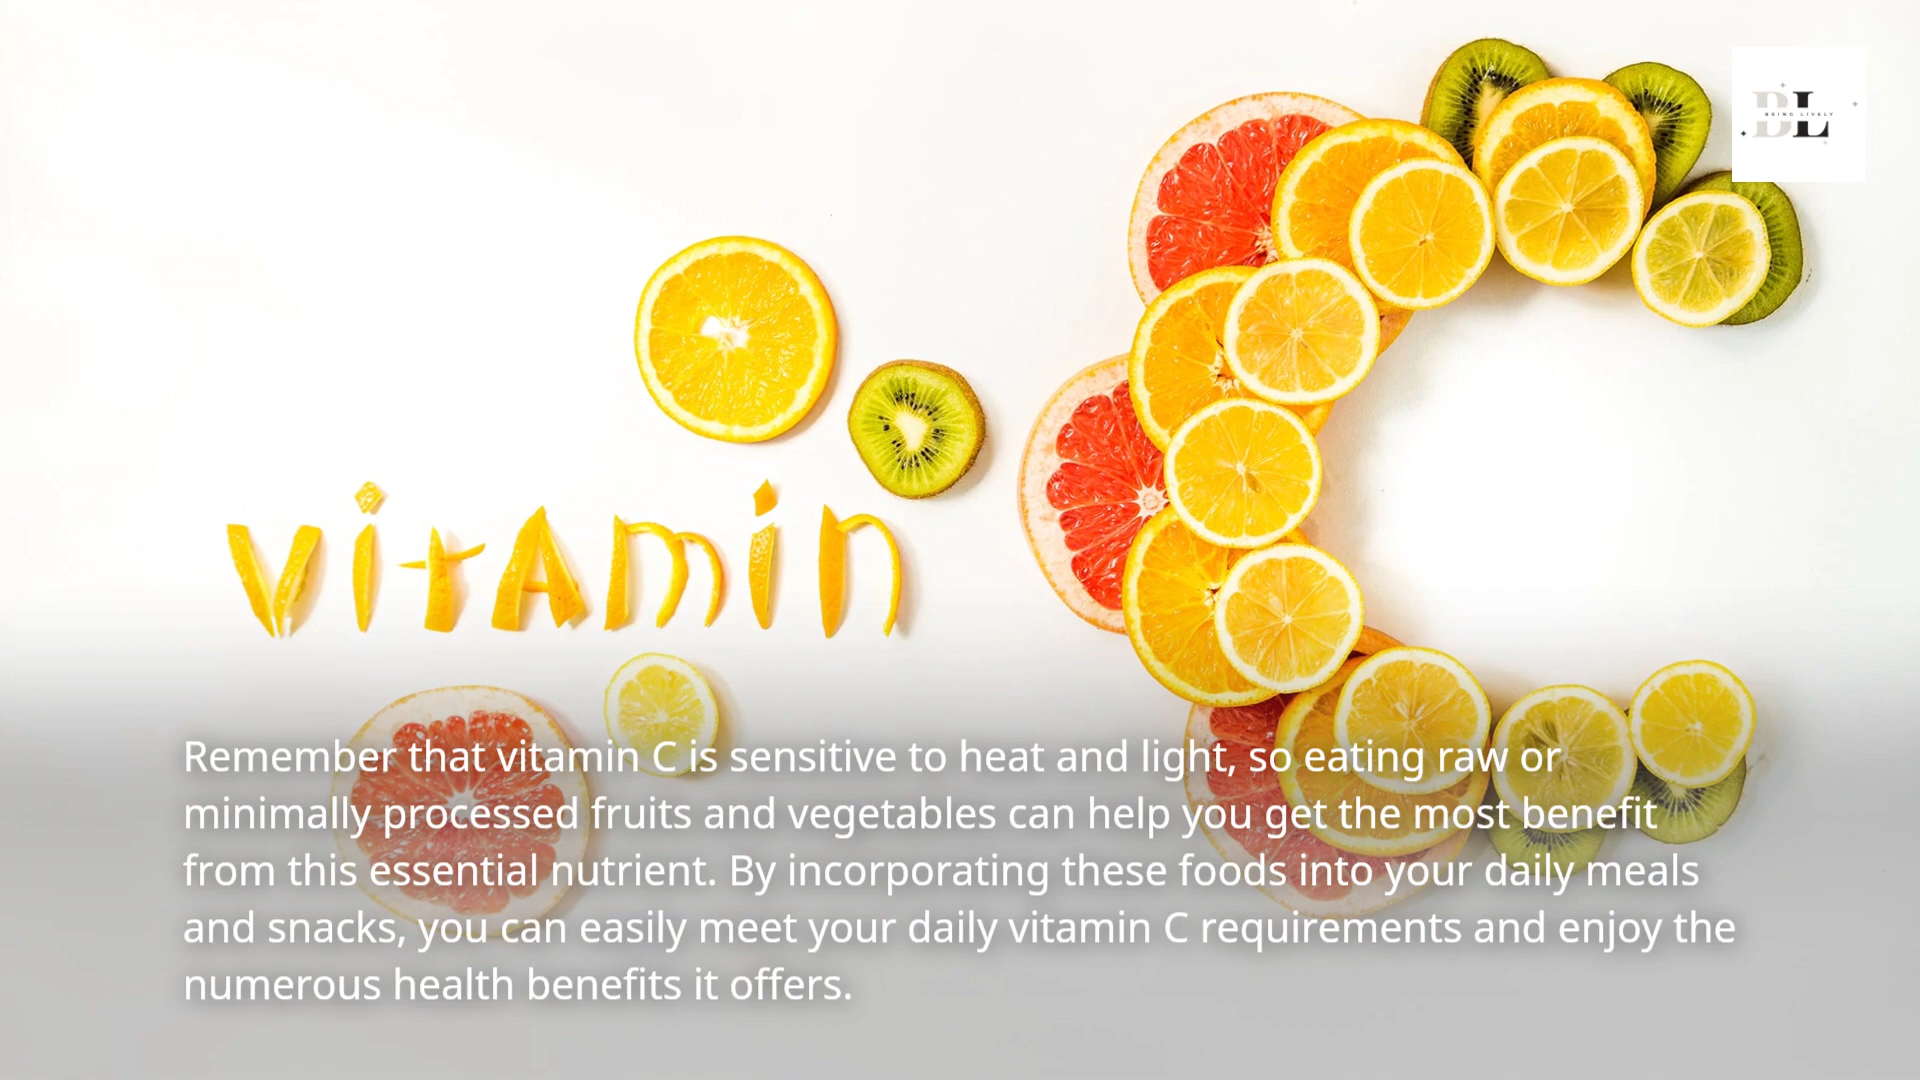 BL
BEING LIVELY
vitAmin C
Remember that vitamin C is sensitive to heat and light, so eating raw or
minimally processed fruits and vegetables can help you get the most benefit
from this essential nutrient. By incorporating these foods into your daily meals
and snacks, you can easily meet your daily vitamin C requirements and enjoy the
numerous health benefits it offers.